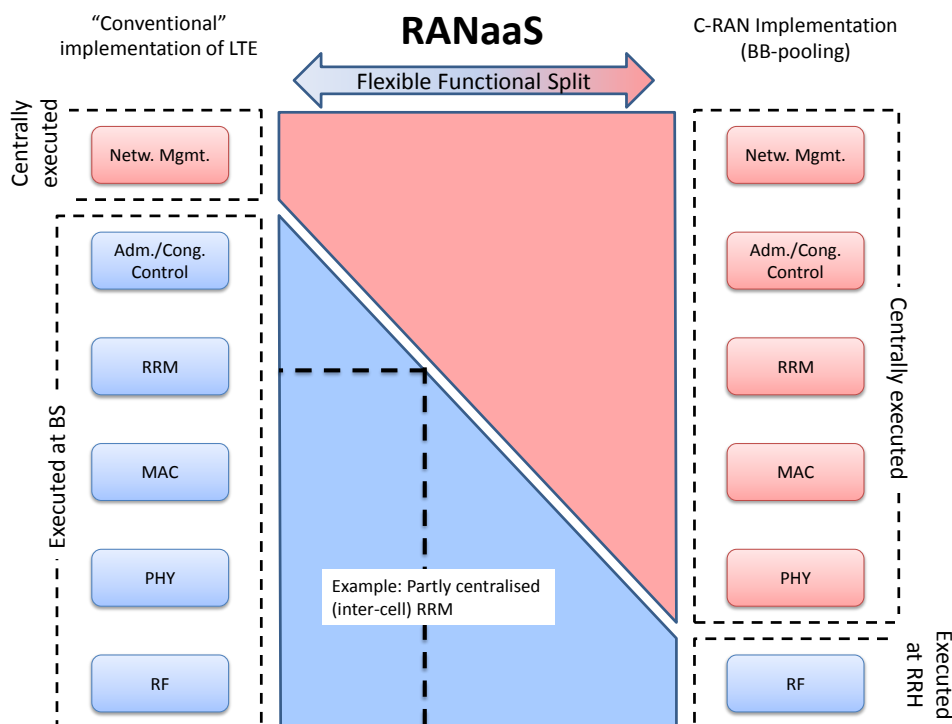 “Conventional”
implementation of LTE
RANaaS
C-RAN Implementation
(BB-pooling)
Flexible Functional Split
Centrally
executed
Netw. Mgmt.
Netw. Mgmt.
Executed at BS
Adm./Cong.
Control
Adm./Cong.
Control
RRM
RRM
Centrally executed
MAC
MAC
PHY
PHY
Example: Partly centralised
(inter-cell) RRM
RF
RF
Executed
at RRH